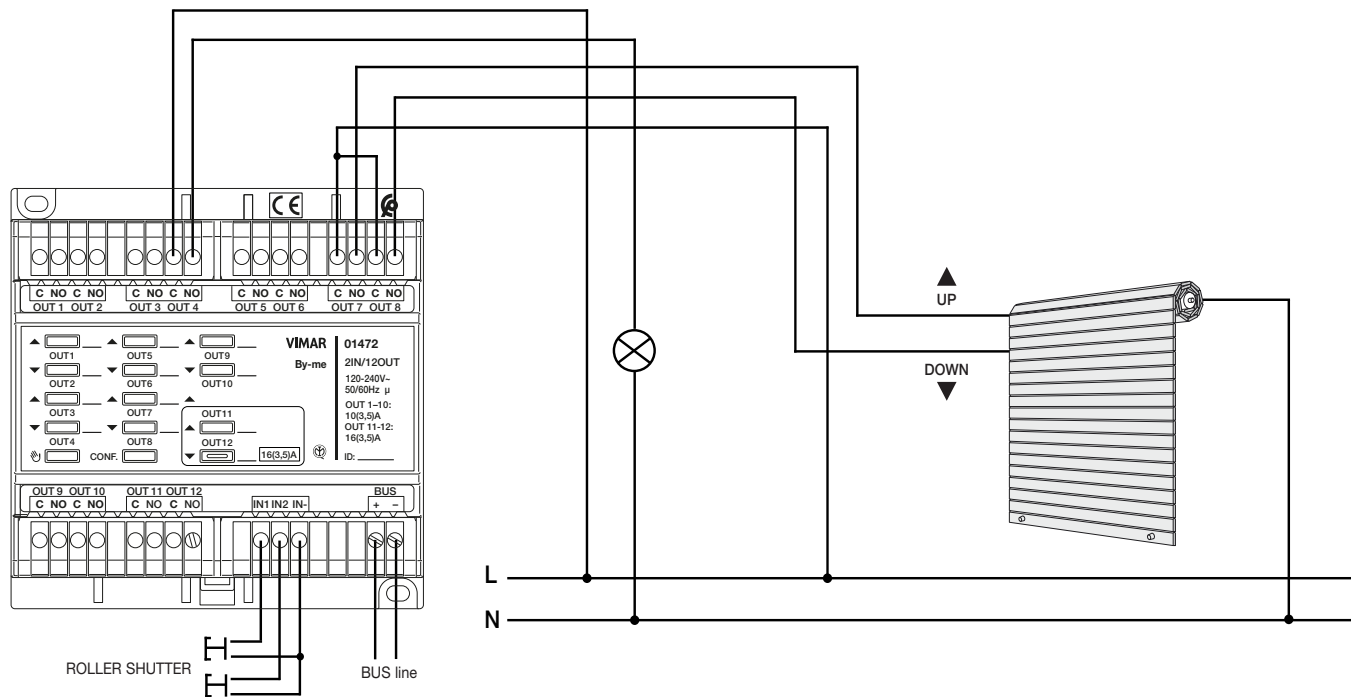 C NO C NO C NO C NO C NO C NO C NO C NO
OUT 1 OUT 2 OUT 3 OUT 4 OUT 5 OUT 6 OUT 7 OUT 8
UP
DOWN
OUT1 OUT5 OUT9
OUT2 OUT6 OUT10
OUT3 OUT7 OUT11
OUT4 OUT8 OUT12
CONF.
16(3,5)A
VIMAR
By-me
01472
2IN/12OUT
120-240V~
50/60Hz µ
OUT 1–10:
10(3,5)A
OUT 11-12:
16(3,5)A
ID:
OUT 9 OUT 10 OUT 11 OUT 12 BUS
C NO C NO C NO C NO IN1 IN2 IN- + –
L
N
ROLLER SHUTTER
BUS line
CE